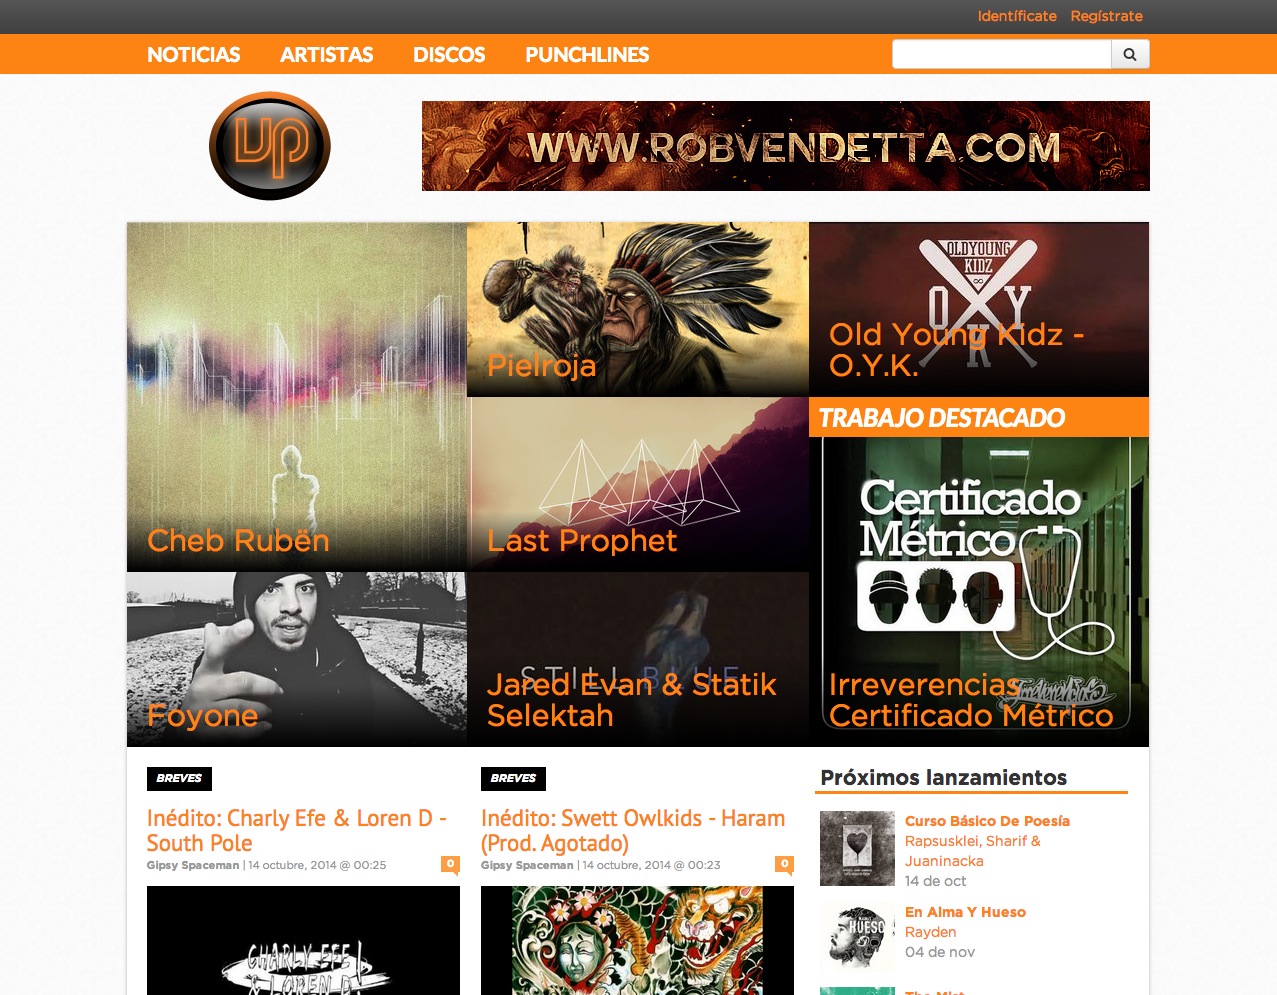 Identifícate Regístrate
NOTICIAS ARTISTAS DISCOS PUNCHLINES
up
WWW.ROBVENDETTA.COM
OLDYOUNG
KIDZ
O Y
K
Pielroja
Old Young Kidz -
O.Y.K.
TRABAJO DESTACADO
Certificado
Métrico
Cheb Rubën
Last Prophet
STILL BLUE
Foyone
Jared Evan & Statik
Selektah
Irreverencias
Irreverencias
Certificado Métrico
BREVES
Inédito: Charly Efe & Loren D -
South Pole
Gipsy Spaceman | 14 octubre, 2014 @ 00:25
0
CHARLY EFE
& LOREN D
BREVES
Inédito: Swett Owlkids - Haram
(Prod. Agotado)
Gipsy Spaceman | 14 octubre, 2014 @ 00:23
0
Próximos lanzamientos
Curso Básico De Poesía
Rapsusklei, Sharif &
Juaninacka
14 de oct
HUESO
En Alma Y Hueso
Rayden
04 de nov
The Mist